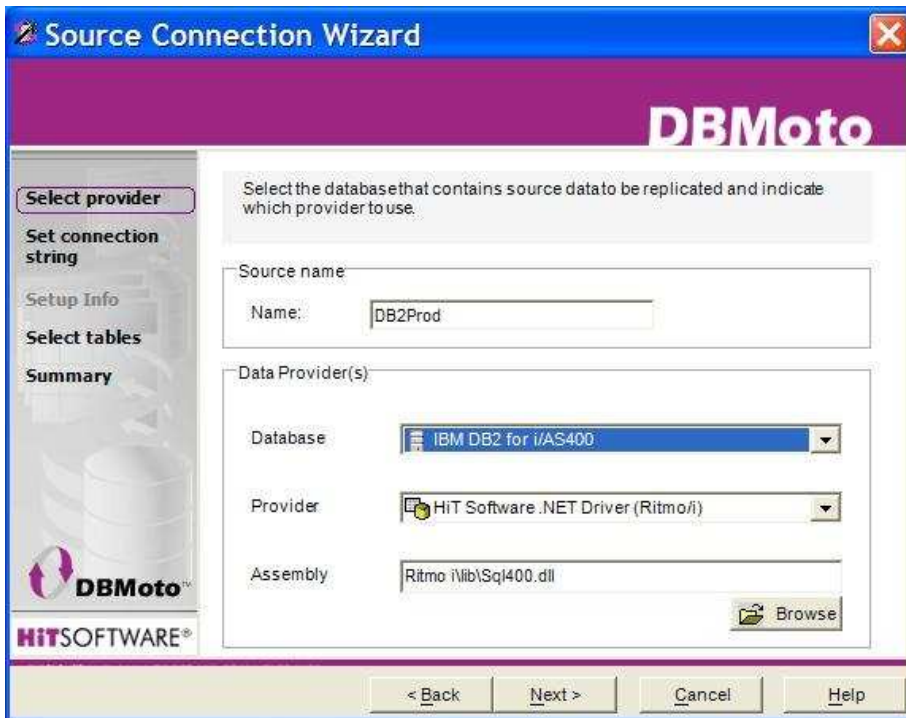 Source Connection Wizard
DBMoto
Select provider
Set connection
string
Setup Info
Select tables
Summary
DBMoto™
HiTSOFTWARE®
Select the database that contains source data to be replicated and indicate
which provider to use.
Source name
Name:
DB2Prod
Data Provider(s)
Database
IBM DB2 for i/AS400
Provider
HiT Software .NET Driver (Ritmo/i)
Assembly
Ritmo i\lib\Sql400.dll
Browse
< Back
Next >
Cancel
Help